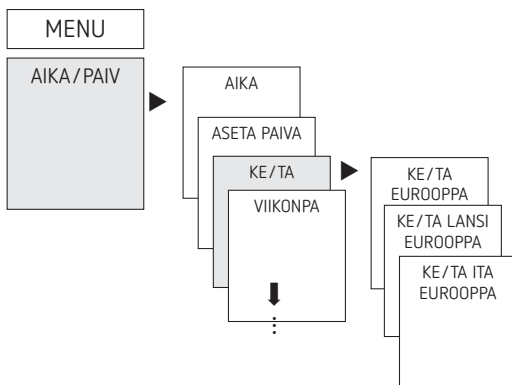 MENU
AIKA/PAIV
AIKA
ASETA PAIVA
KE/TA
VIIKONPA
KE/TA
EUROOPPA
KE/TA LANSI
EUROOPPA
KE/TA ITA
EUROOPPA